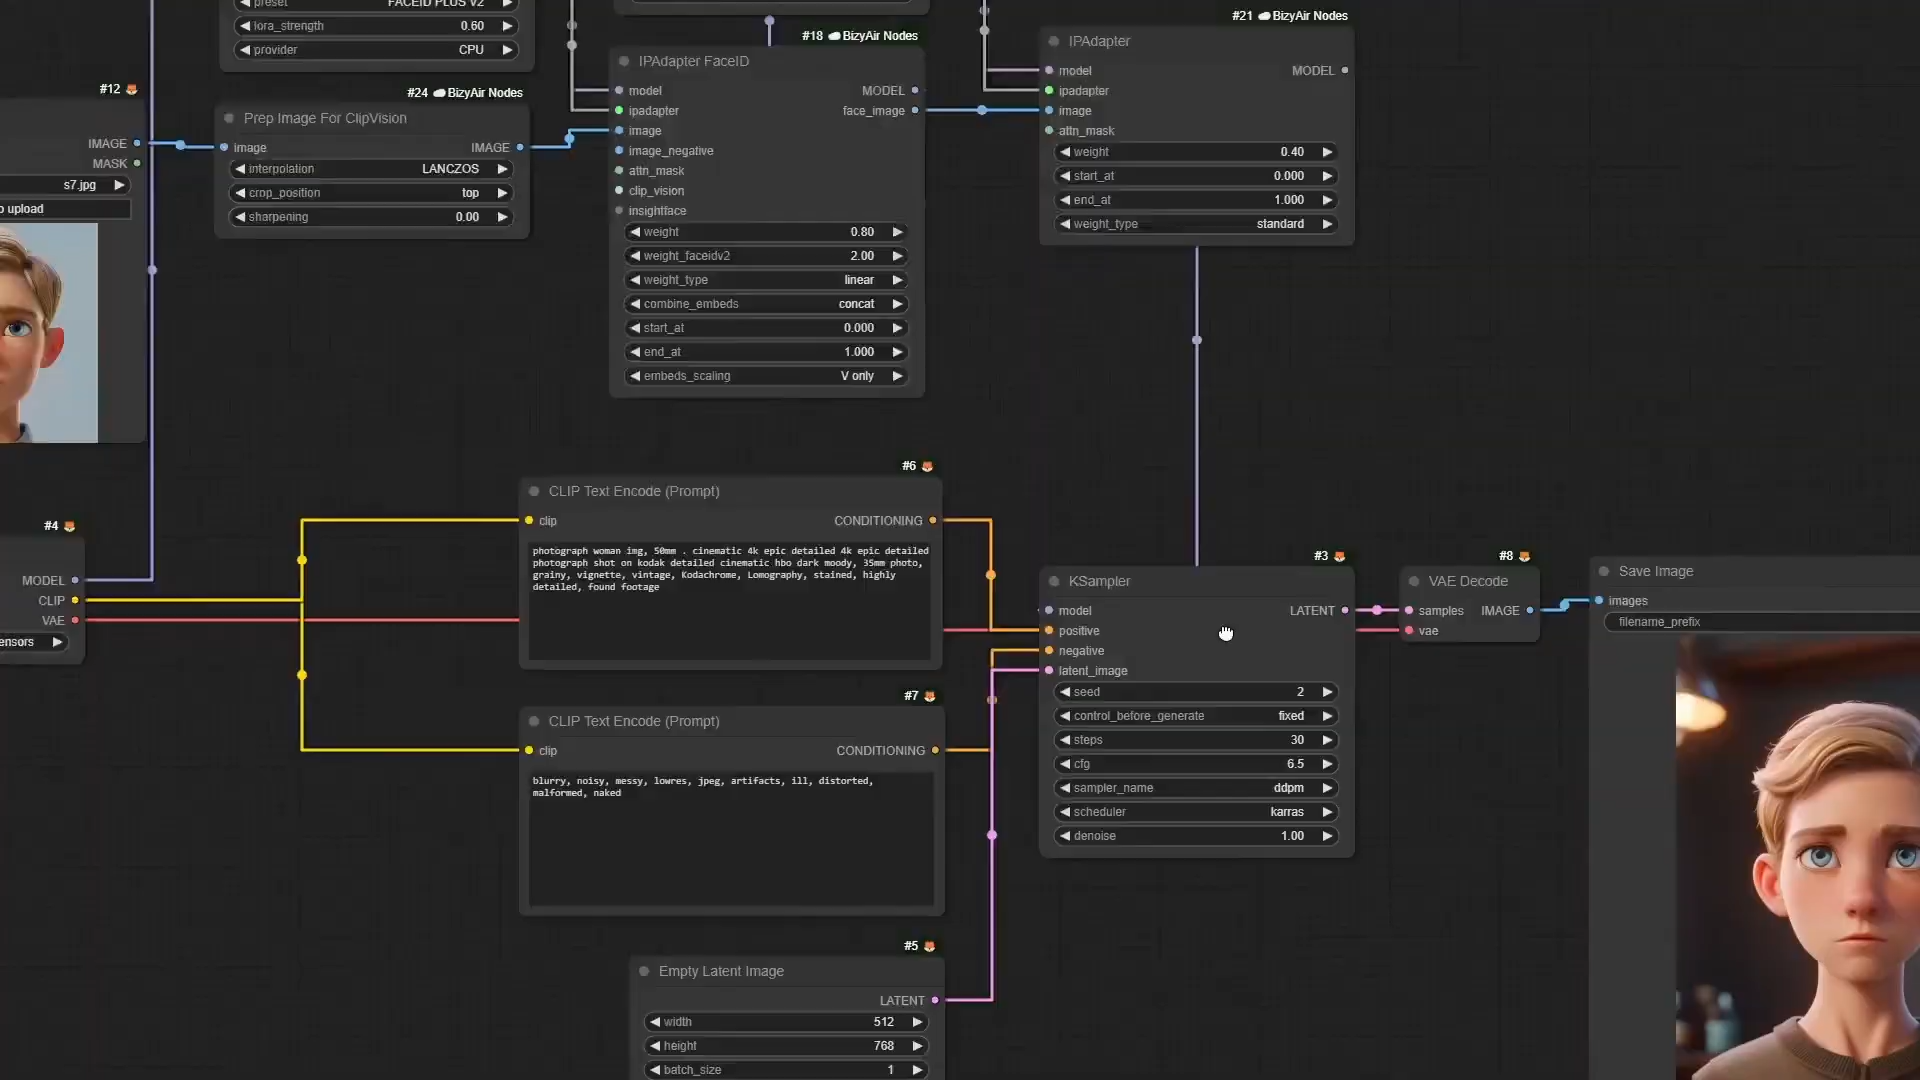 preset FACEID PLUS V2
lora_strength 0.60
provider CPU
#24 BizyAir Nodes
Prep Image For ClipVision
image IMAGE
interpolation LANCZOS
crop_position top
sharpening 0.00
#12
IMAGE
MASK
s7.jpg
o upload
#18 BizyAir Nodes
IPAdapter FaceID
model MODEL
ipadapter face_image
image
image_negative
attn_mask
clip_vision
insightface
weight 0.80
weight_faceidv2 2.00
weight_type linear
combine_embeds concat
start_at 0.000
end_at 1.000
embeds_scaling V only
#21 BizyAir Nodes
IPAdapter
model MODEL
ipadapter
image
attn_mask
weight 0.40
start_at 0.000
end_at 1.000
weight_type standard
#4
MODEL
CLIP
VAE
ensors
#6
CLIP Text Encode (Prompt)
clip CONDITIONING
photograph woman img, 50mm . cinematic 4k epic detailed 4k epic detailed
photograph shot on kodak detailed cinematic hbo dark moody, 35mm photo,
grainy, vignette, vintage, Kodachrome, Lomography, stained, highly
detailed, found footage
#7
CLIP Text Encode (Prompt)
clip CONDITIONING
blurry, noisy, messy, lowres, jpeg, artifacts, ill, distorted,
malformed, naked
#5
Empty Latent Image
LATENT
width 512
height 768
batch_size 1
#3
KSampler
model LATENT
positive
negative
latent_image
seed 2
control_before_generate fixed
steps 30
cfg 6.5
sampler_name ddpm
scheduler karras
denoise 1.00
#8
VAE Decode
samples IMAGE
vae
Save Image
images
filename_prefix